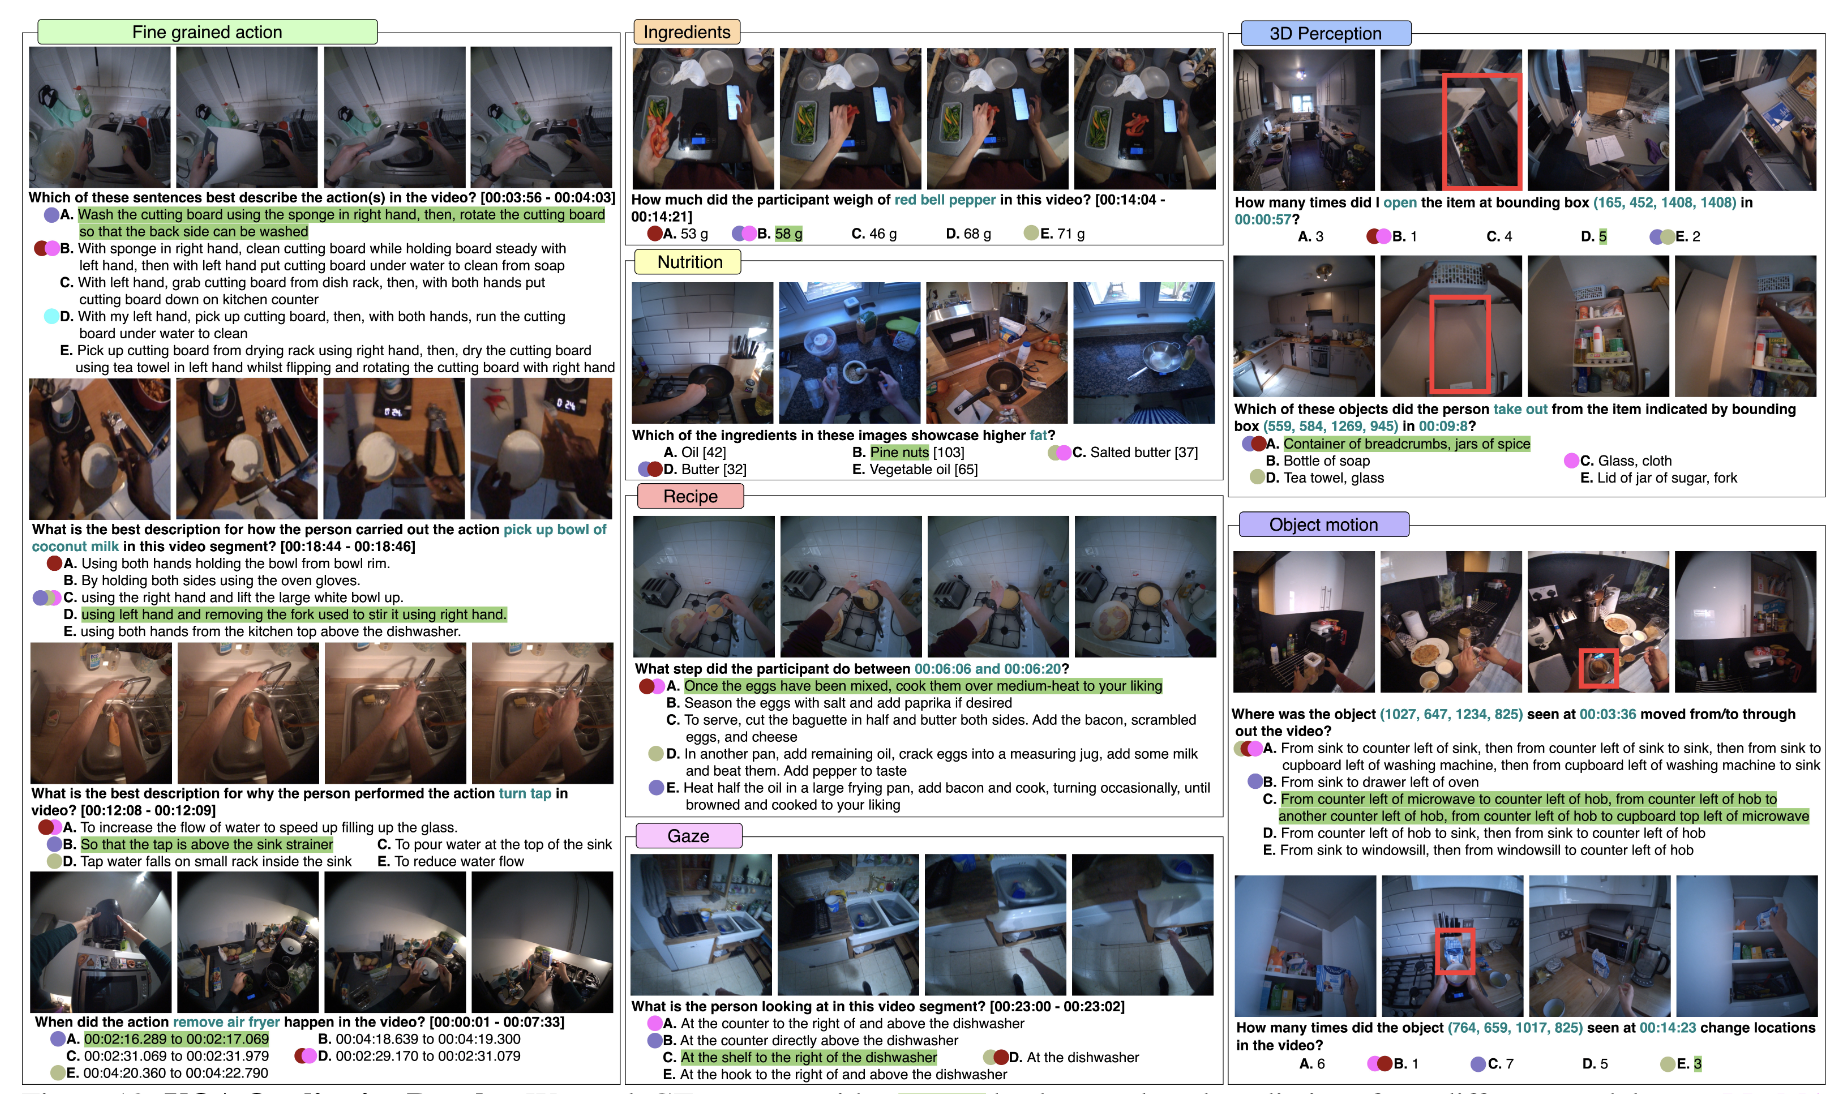 Fine grained action
Which of these sentences best describe the action(s) in the video? [00:03:56 - 00:04:03]
A. Wash the cutting board using the sponge in right hand, then, rotate the cutting board
so that the back side can be washed
B. With sponge in right hand, clean cutting board while holding board steady with
left hand, then with left hand put cutting board under water to clean from soap
C. With left hand, grab cutting board from dish rack, then, with both hands put
cutting board down on kitchen counter
D. With my left hand, pick up cutting board, then, with both hands, run the cutting
board under water to clean
E. Pick up cutting board from drying rack using right hand, then, dry the cutting board
using tea towel in left hand whilst flipping and rotating the cutting board with right hand
What is the best description for how the person carried out the action pick up bowl of
coconut milk in this video segment? [00:18:44 - 00:18:46]
A. Using both hands holding the bowl from bowl rim.
B. By holding both sides using the oven gloves.
C. using the right hand and lift the large white bowl up.
D. using left hand and removing the fork used to stir it using right hand.
E. using both hands from the kitchen top above the dishwasher.
What is the best description for why the person performed the action turn tap in
video? [00:12:08 - 00:12:09]
A. To increase the flow of water to speed up filling up the glass.
B. So that the tap is above the sink strainer C. To pour water at the top of the sink
D. Tap water falls on small rack inside the sink E. To reduce water flow
When did the action remove air fryer happen in the video? [00:00:01 - 00:07:33]
A. 00:02:16.289 to 00:02:17.069 B. 00:04:18.639 to 00:04:19.300
C. 00:02:31.069 to 00:02:31.979 D. 00:02:29.170 to 00:02:31.079
E. 00:04:20.360 to 00:04:22.790
Ingredients
How much did the participant weigh of red bell pepper in this video? [00:14:04 -
00:14:21]
A. 53 g B. 58 g C. 46 g D. 68 g E. 71 g
Nutrition
Which of the ingredients in these images showcase higher fat?
A. Oil [42] B. Pine nuts [103] C. Salted butter [37]
D. Butter [32] E. Vegetable oil [65]
Recipe
What step did the participant do between 00:06:06 and 00:06:20?
A. Once the eggs have been mixed, cook them over medium-heat to your liking
B. Season the eggs with salt and add paprika if desired
C. To serve, cut the baguette in half and butter both sides. Add the bacon, scrambled
eggs, and cheese
D. In another pan, add remaining oil, crack eggs into a measuring jug, add some milk
and beat them. Add pepper to taste
E. Heat half the oil in a large frying pan, add bacon and cook, turning occasionally, until
browned and cooked to your liking
Gaze
What is the person looking at in this video segment? [00:23:00 - 00:23:02]
A. At the counter to the right of and above the dishwasher
B. At the counter directly above the dishwasher
C. At the shelf to the right of the dishwasher D. At the dishwasher
E. At the hook to the right of and above the dishwasher
3D Perception
How many times did I open the item at bounding box (165, 452, 1408, 1408) in
00:00:57?
A. 3 B. 1 C. 4 D. 5 E. 2
Which of these objects did the person take out from the item indicated by bounding
box (559, 584, 1269, 945) in 00:09:8?
A. Container of breadcrumbs, jars of spice
B. Bottle of soap C. Glass, cloth
D. Tea towel, glass E. Lid of jar of sugar, fork
Object motion
Where was the object (1027, 647, 1234, 825) seen at 00:03:36 moved from/to through
out the video?
A. From sink to counter left of sink, then from counter left of sink to sink, then from sink to
cupboard left of washing machine, then from cupboard left of washing machine to sink
B. From sink to drawer left of oven
C. From counter left of microwave to counter left of hob, from counter left of hob to
another counter left of hob, from counter left of hob to cupboard top left of microwave
D. From counter left of hob to sink, then from sink to counter left of hob
E. From sink to windowsill, then from windowsill to counter left of hob
How many times did the object (764, 659, 1017, 825) seen at 00:14:23 change locations
in the video?
A. 6 B. 1 C. 7 D. 5 E. 3